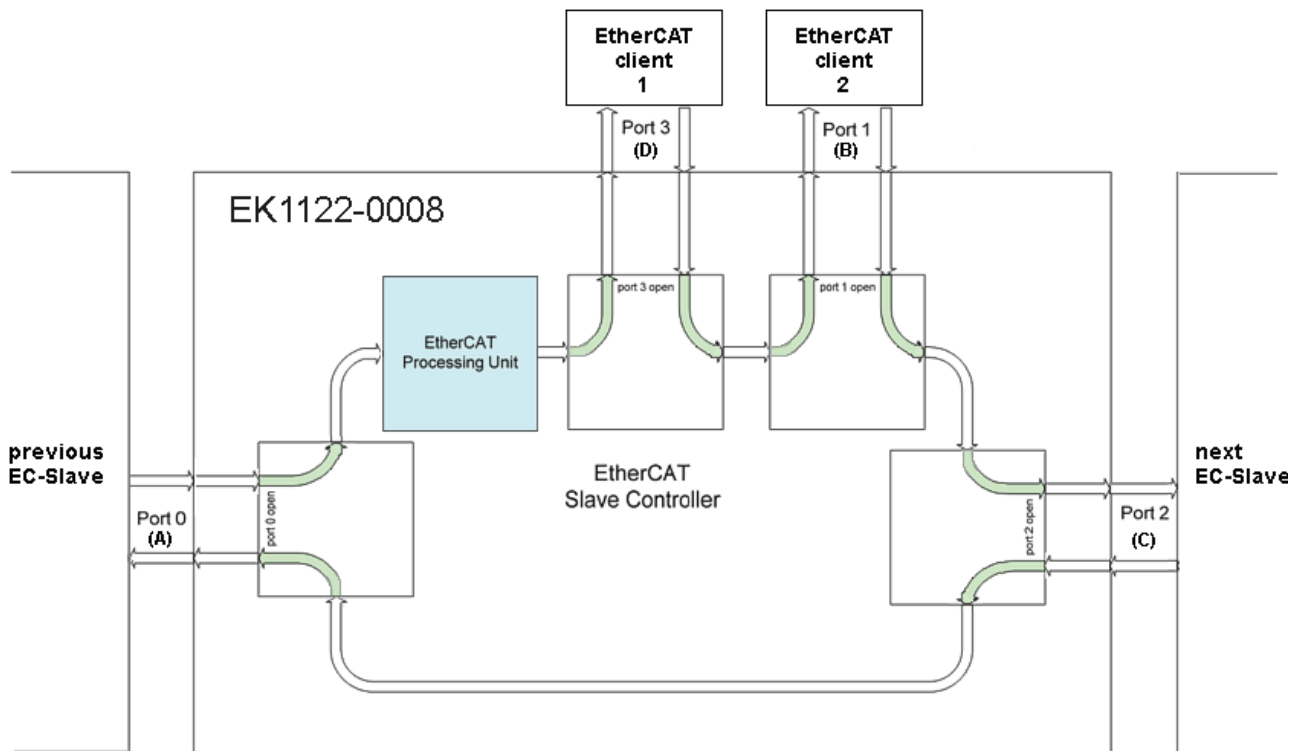 EtherCAT
client
1
EtherCAT
client
2
Port 3
(D)
Port 1
(B)
EK1122-0008
port 3 open
port 1 open
EtherCAT
Processing Unit
previous
EC-Slave
EtherCAT
Slave Controller
next
EC-Slave
Port 0
(A)
port 0 open
port 2 open
Port 2
(C)